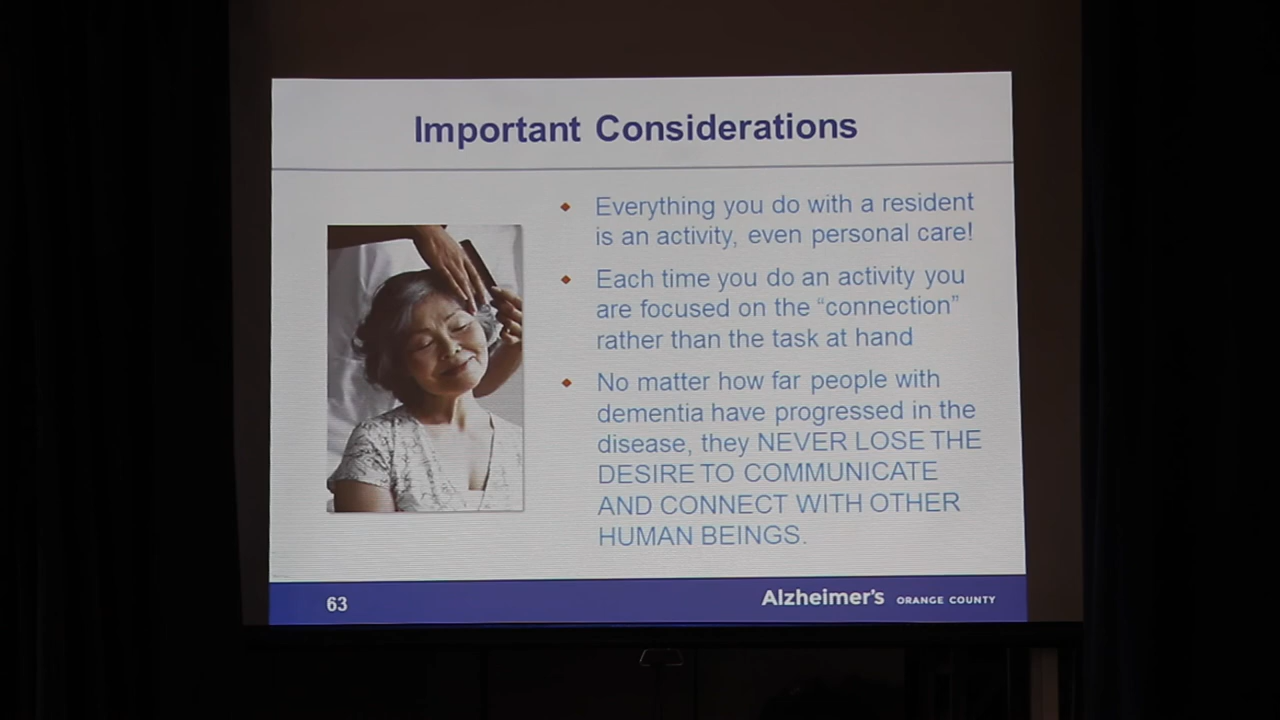 Important Considerations
Everything you do with a resident
is an activity, even personal care!
Each time you do an activity you
are focused on the “connection”
rather than the task at hand
No matter how far people with
dementia have progressed in the
disease, they NEVER LOSE THE
DESIRE TO COMMUNICATE
AND CONNECT WITH OTHER
HUMAN BEINGS.
63
Alzheimer's ORANGE COUNTY